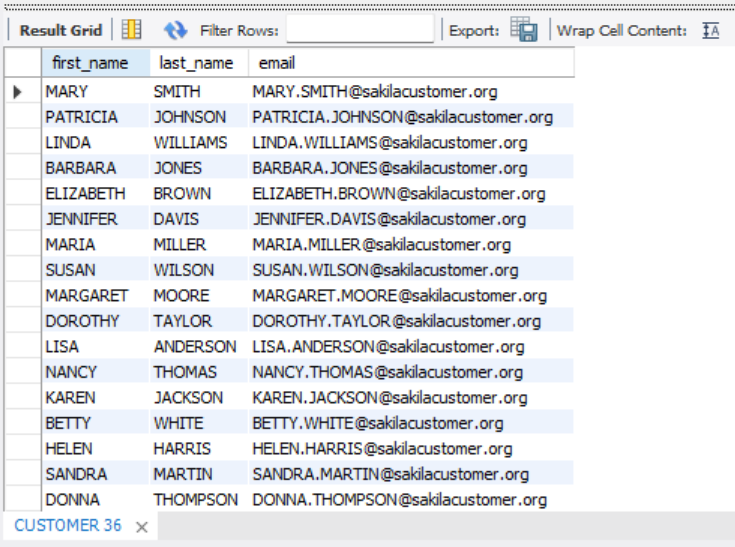 Result Grid Filter Rows: Export: Wrap Cell Content:
first_name last_name email
MARY SMITH MARY.SMITH@sakilacustomer.org
PATRICIA JOHNSON PATRICIA.JOHNSON@sakilacustomer.org
LINDA WILLIAMS LINDA.WILLIAMS@sakilacustomer.org
BARBARA JONES BARBARA.JONES@sakilacustomer.org
ELIZABETH BROWN ELIZABETH.BROWN@sakilacustomer.org
JENNIFER DAVIS JENNIFER.DAVIS@sakilacustomer.org
MARIA MILLER MARIA.MILLER@sakilacustomer.org
SUSAN WILSON SUSAN.WILSON@sakilacustomer.org
MARGARET MOORE MARGARET.MOORE@sakilacustomer.org
DOROTHY TAYLOR DOROTHY.TAYLOR@sakilacustomer.org
LISA ANDERSON LISA.ANDERSON@sakilacustomer.org
NANCY THOMAS NANCY.THOMAS@sakilacustomer.org
KAREN JACKSON KAREN.JACKSON@sakilacustomer.org
BETTY WHITE BETTY.WHITE@sakilacustomer.org
HELEN HARRIS HELEN.HARRIS@sakilacustomer.org
SANDRA MARTIN SANDRA.MARTIN@sakilacustomer.org
DONNA THOMPSON DONNA.THOMPSON@sakilacustomer.org
CUSTOMER 36